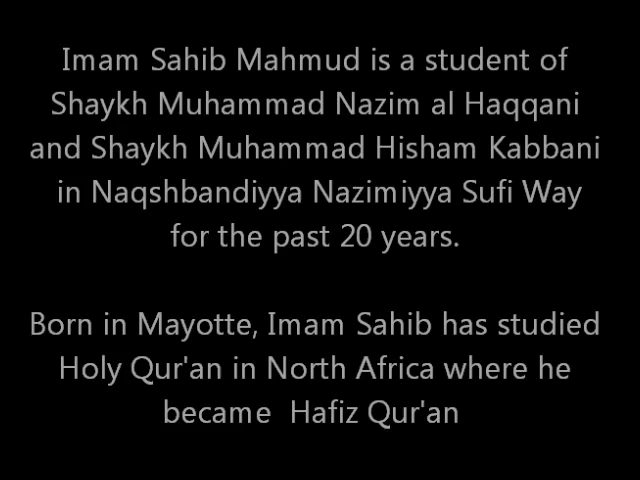 Imam Sahib Mahmud is a student of
Shaykh Muhammad Nazim al Haqqani
and Shaykh Muhammad Hisham Kabbani
in Naqshbandiyya Nazimiyya Sufi Way
for the past 20 years.
Born in Mayotte, Imam Sahib has studied
Holy Qur'an in North Africa where he
became  Hafiz Qur'an